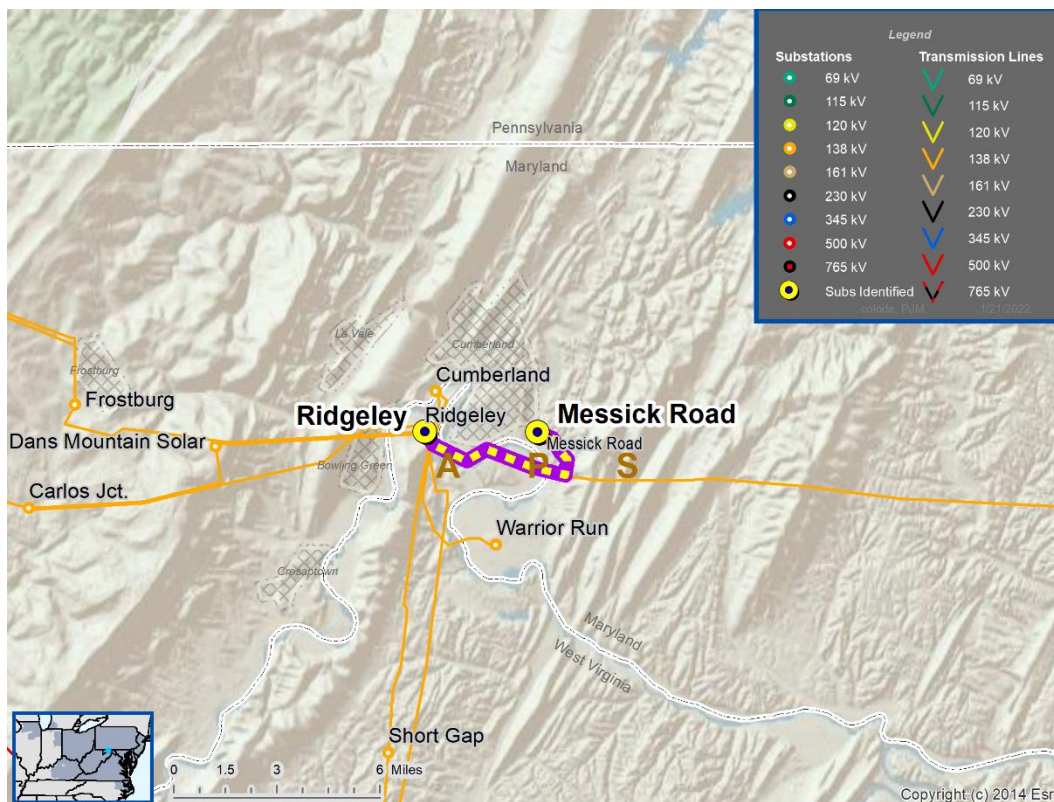 Legend
Substations
Transmission Lines
69 kV
69 kV
115 kV
115 kV
120 kV
120 kV
138 kV
138 kV
161 kV
161 kV
230 kV
230 kV
345 kV
345 kV
500 kV
500 kV
765 kV
765 kV
Subs Identified
colode, PJM 1/21/2022
Pennsylvania
Maryland
La Vale
Cumberland
Frostburg
Cumberland
Frostburg
Ridgeley
Ridgeley
Messick Road
Messick Road
Dans Mountain Solar
Bowling Green
A P S
Carlos Jct.
Warrior Run
Cresaptown
Maryland
West Virginia
Short Gap
0 1.5 3 6 Miles
Copyright (c) 2014 Esr